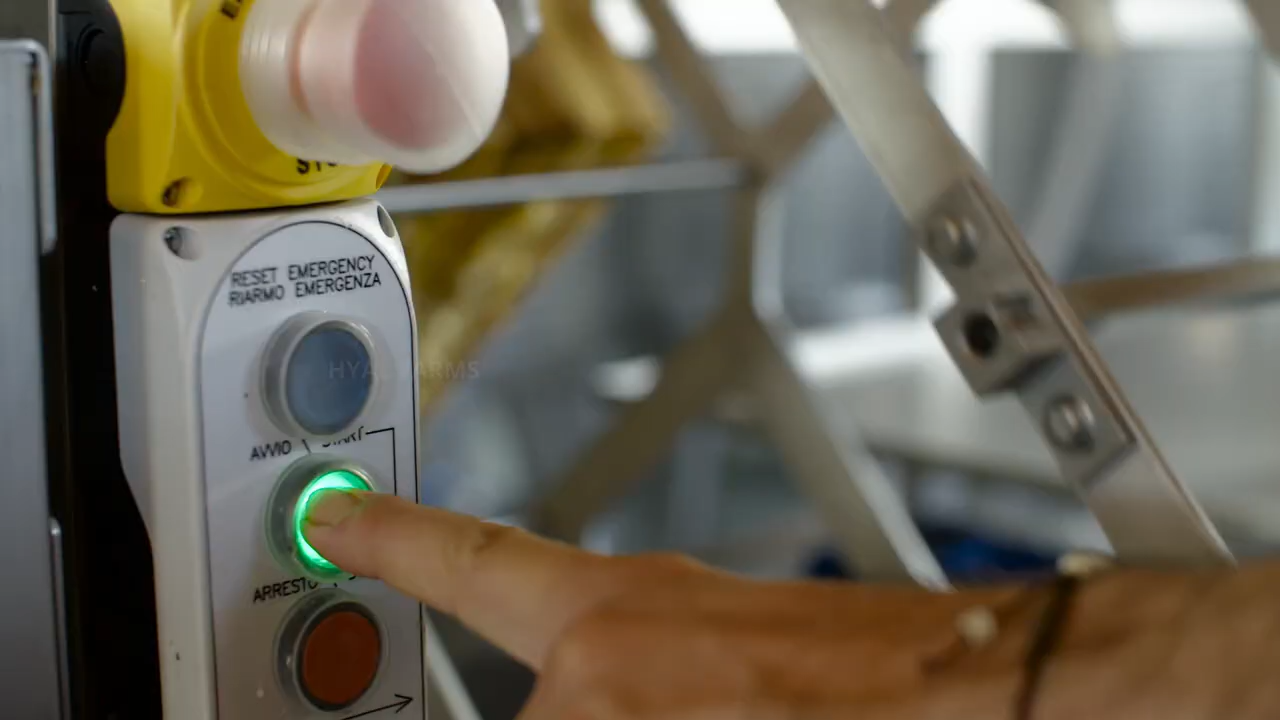 RESET EMERGENCY
RIARMO EMERGENZA
AVVIO \ START
ARRESTO